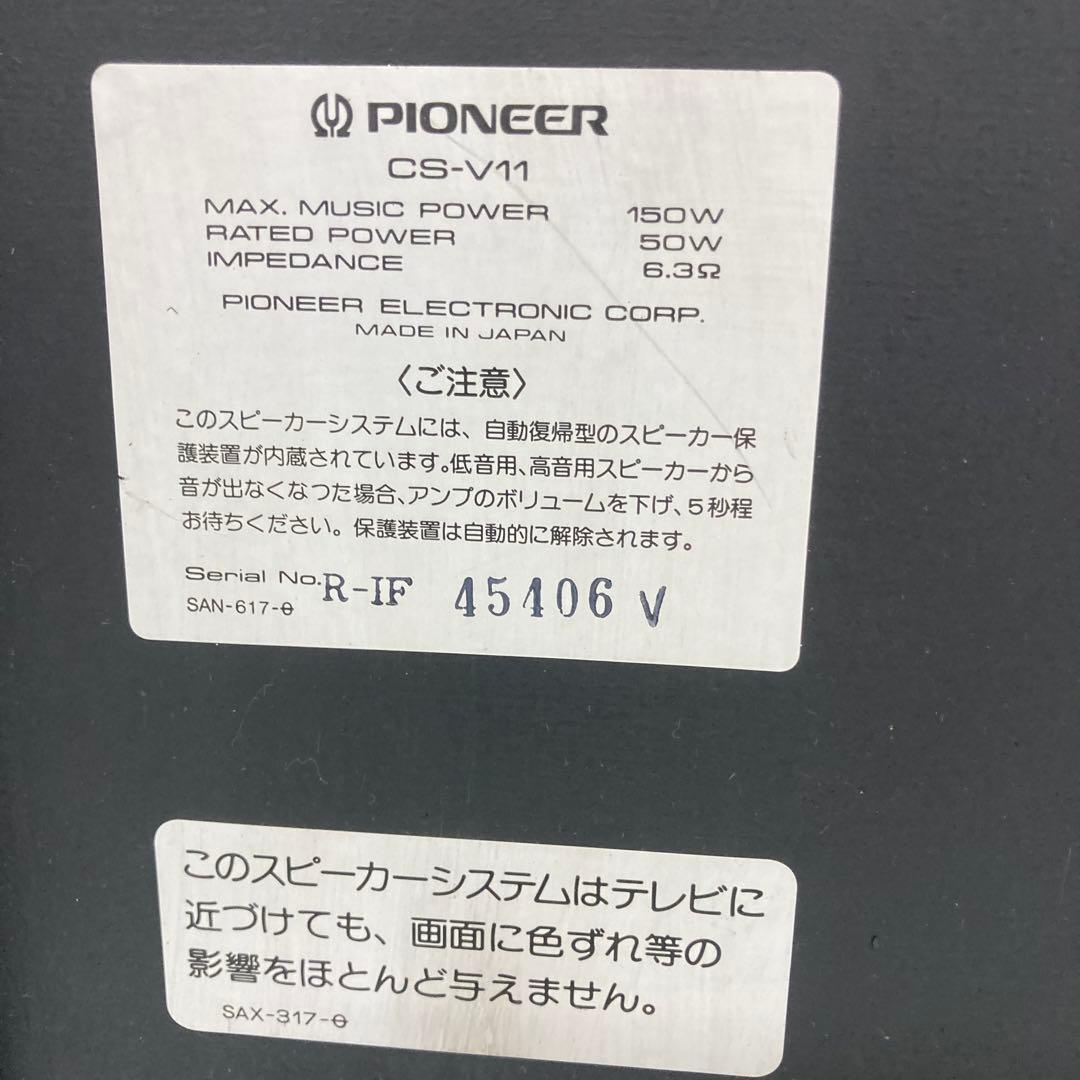 PIONEER
CS-V11
MAX. MUSIC POWER 150W
RATED POWER 50W
IMPEDANCE 6.3Ω
PIONEER ELECTRONIC CORP.
MADE IN JAPAN
〈ご注意〉
このスピーカーシステムには、自動復帰型のスピーカー保
護装置が内蔵されています。低音用、高音用スピーカーから
音が出なくなつた場合、アンプのボリュームを下げ、5秒程
お待ちください。保護装置は自動的に解除されます。
Serial No. R-IF 45406 V
SAN-617-0
このスピーカーシステムはテレビに
近づけても、画面に色ずれ等の
影響をほとんど与えません。
SAX-317-0